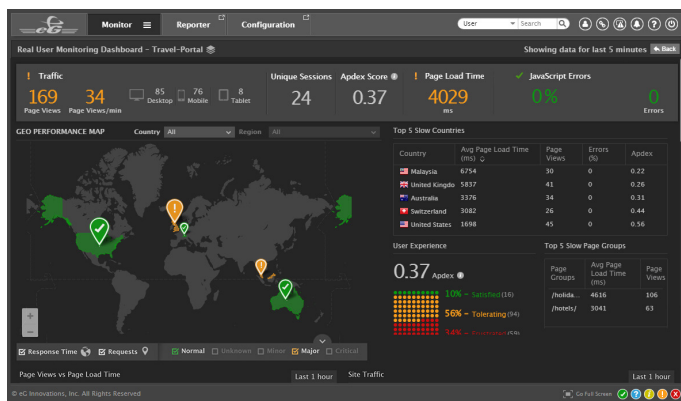 eG
Monitor
Reporter
Configuration
User
Search
Real User Monitoring Dashboard - Travel-Portal
Showing data for last 5 minutes
Back
! Traffic
169
Page Views
34
Page Views/min
85
Desktop
76
Mobile
8
Tablet
Unique Sessions
24
Apdex Score
0.37
! Page Load Time
4029
ms
JavaScript Errors
0%
0
Errors
GEO PERFORMANCE MAP
Country
All
Region
All
Top 5 Slow Countries
Country
Avg Page Load Time (ms)
Page Views
Errors (%)
Apdex
Malaysia 6754 30 0 0.22
United Kingdo 5837 41 0 0.26
Australia 3376 34 0 0.31
Switzerland 3082 26 0 0.44
United States 1698 45 0 0.56
User Experience
0.37 Apdex
10% - Satisfied (16)
56% - Tolerating (94)
34% - Frustrated (59)
Top 5 Slow Page Groups
Page Groups
Avg Page Load Time (ms)
Page Views
/holida... 4616 106
/hotels/ 3041 63
+
-
Response Time
Requests
Normal
Unknown
Minor
Major
Critical
Page Views vs Page Load Time
Last 1 hour
Site Traffic
Last 1 hour
© eG Innovations, Inc. All Rights Reserved
Go Full Screen